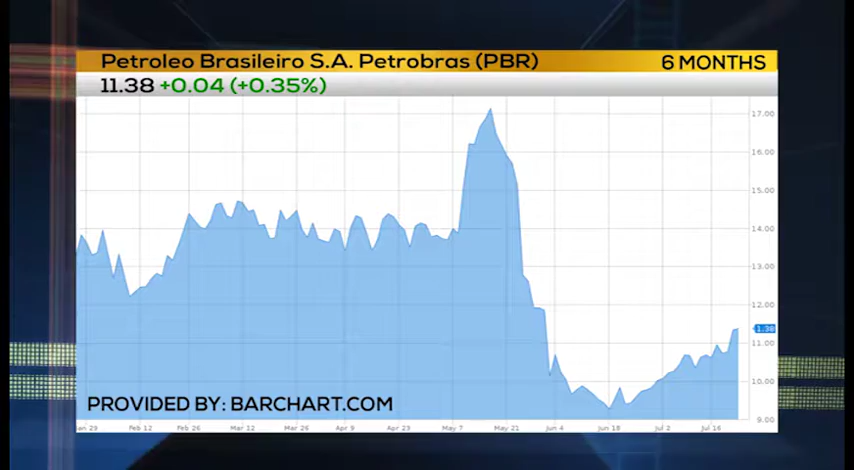 Petroleo Brasileiro S.A. Petrobras (PBR) 6 MONTHS
11.38 +0.04 (+0.35%)
17.00
16.00
15.00
14.00
13.00
12.00
1.38
11.00
10.00
9.00
PROVIDED BY: BARCHART.COM
an 29 Feb 12 Feb 26 Mar 12 Mar 26 Apr 9 Apr 23 May 7 May 21 Jun 4 Jun 18 Jul 2 Jul 16